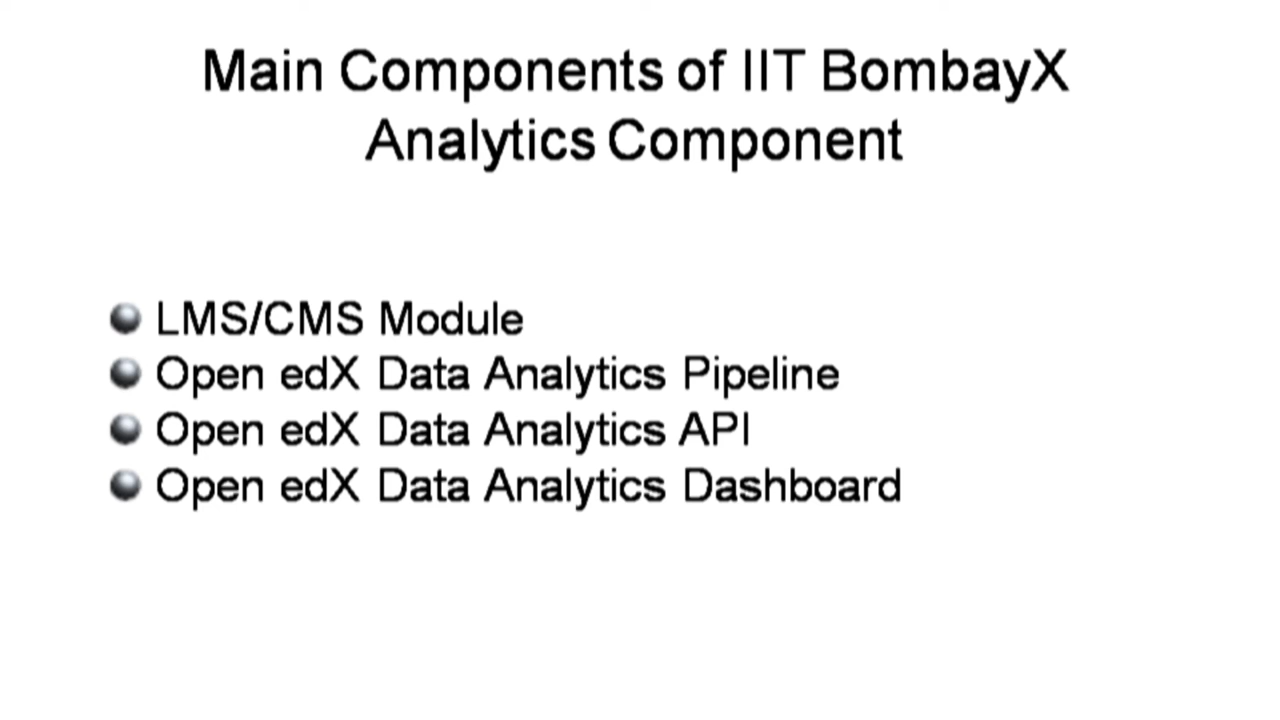 Main Components of IIT BombayX
Analytics Component
LMS/CMS Module
Open edX Data Analytics Pipeline
Open edX Data Analytics API
Open edX Data Analytics Dashboard